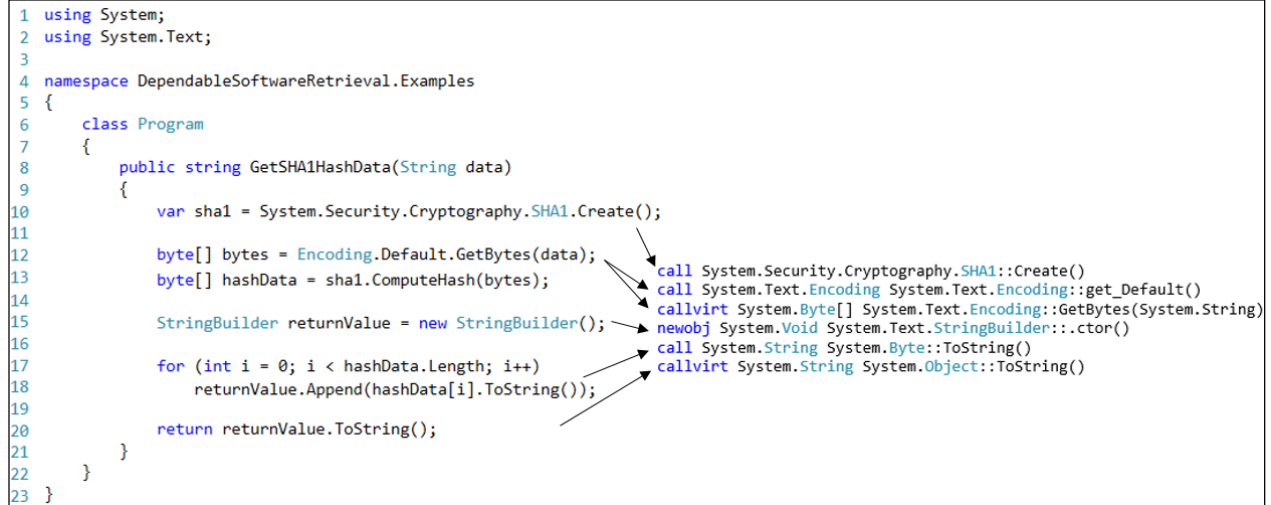 1 using System;
2 using System.Text;
3
4 namespace DependableSoftwareRetrieval.Examples
5 {
6     class Program
7     {
8         public string GetSHA1HashData(String data)
9         {
10             var sha1 = System.Security.Cryptography.SHA1.Create();
11
12             byte[] bytes = Encoding.Default.GetBytes(data);
13             byte[] hashData = sha1.ComputeHash(bytes);
14
15             StringBuilder returnValue = new StringBuilder();
16
17             for (int i = 0; i < hashData.Length; i++)
18                 returnValue.Append(hashData[i].ToString());
19
20             return returnValue.ToString();
21         }
22     }
23 }
call System.Security.Cryptography.SHA1::Create()
call System.Text.Encoding System.Text.Encoding::get_Default()
callvirt System.Byte[] System.Text.Encoding::GetBytes(System.String)
newobj System.Void System.Text.StringBuilder::.ctor()
call System.String System.Byte::ToString()
callvirt System.String System.Object::ToString()